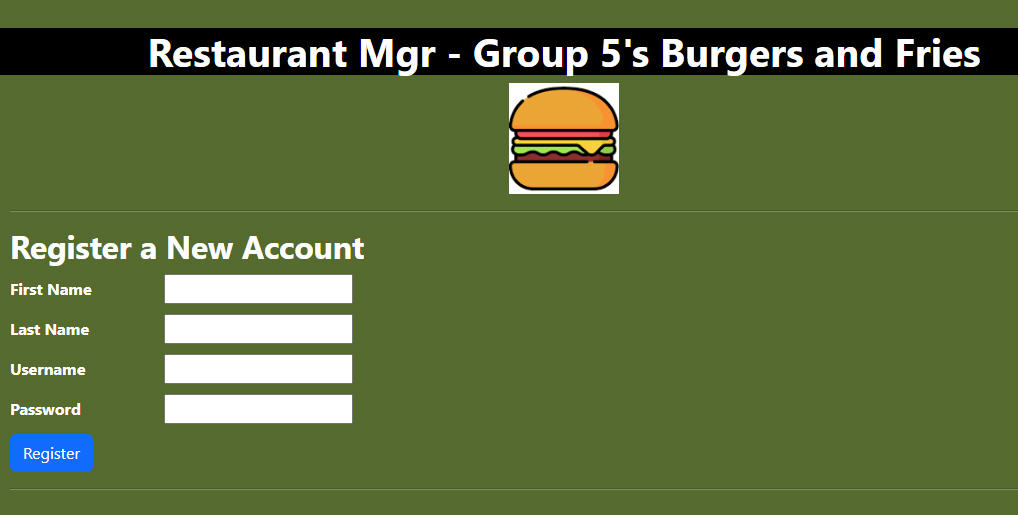 Restaurant Mgr - Group 5's Burgers and Fries
Register a New Account
First Name
Last Name
Username
Password
Register